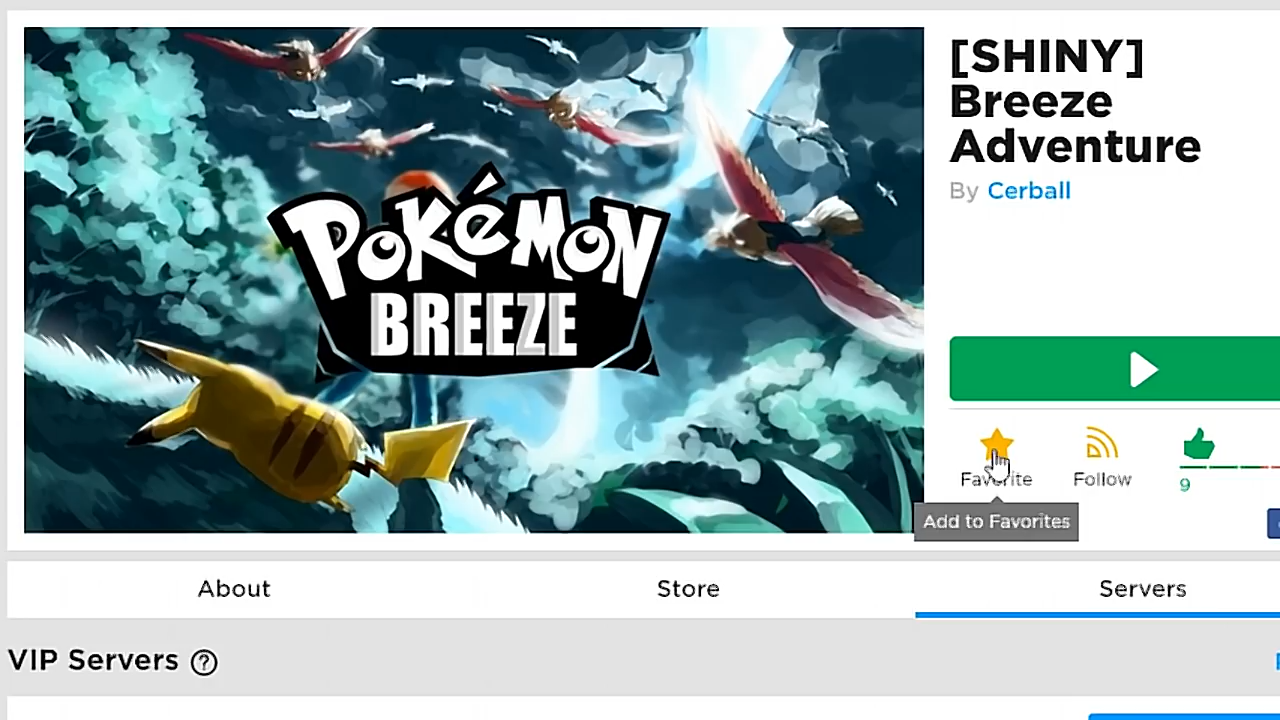 POKÉMON
BREEZE
[SHINY]
Breeze
Adventure
By Cerball
Favorite
Follow
9
Add to Favorites
About
Store
Servers
VIP Servers ?